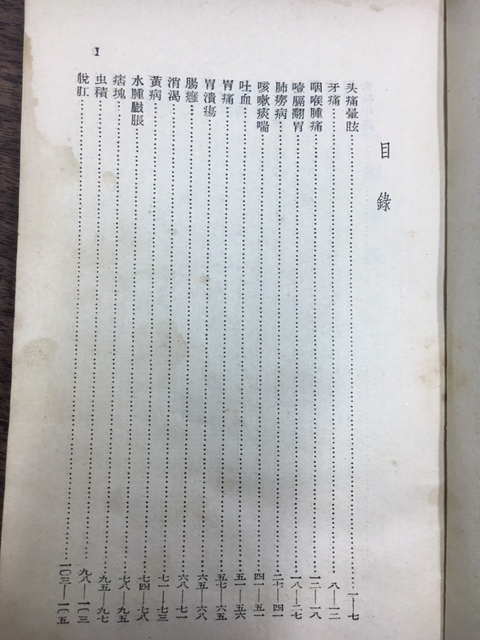 目錄
头痛暈眩……一—七
牙痛……八—一二
咽喉腫痛……一二—一八
噎膈翻胃……一八—二七
肺癆病……二七—四一
咳嗽痰喘……四一—五一
吐血……五一—五六
胃痛……五七—六五
胃潰瘍……六五—六八
腸癰……六八—七一
消渴……七一—七三
黃病……七四—七八
水腫臌脹……七八—九五
痞塊……九五—九七
虫積……九八—一〇三
脫肛……一〇三—一〇五
1